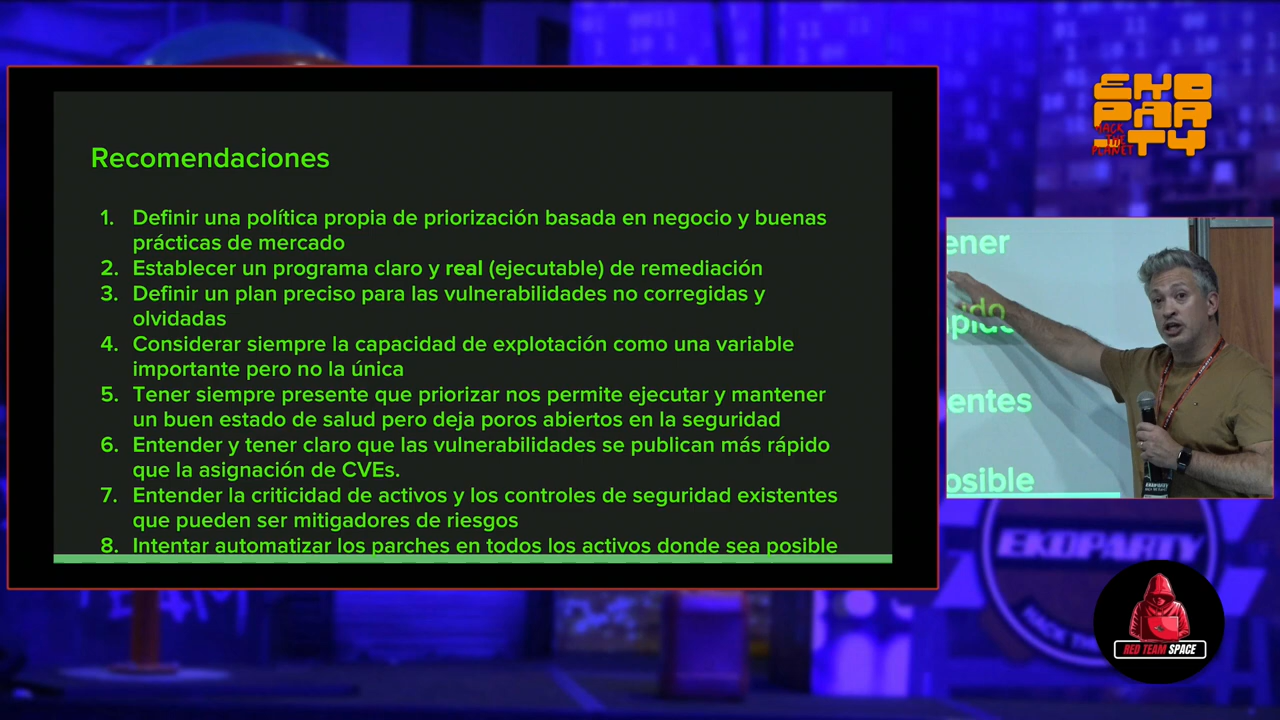 Recomendaciones
1. Definir una política propia de priorización basada en negocio y buenas
prácticas de mercado
2. Establecer un programa claro y real (ejecutable) de remediación
3. Definir un plan preciso para las vulnerabilidades no corregidas y
olvidadas
4. Considerar siempre la capacidad de explotación como una variable
importante pero no la única
5. Tener siempre presente que priorizar nos permite ejecutar y mantener
un buen estado de salud pero deja poros abiertos en la seguridad
6. Entender y tener claro que las vulnerabilidades se publican más rápido
que la asignación de CVEs.
7. Entender la criticidad de activos y los controles de seguridad existentes
que pueden ser mitigadores de riesgos
8. Intentar automatizar los parches en todos los activos donde sea posible
EKO
PAR
TY
HACK
THE
PLANET
ener
entes
osible
EKOPARTY
RED TEAM SPACE